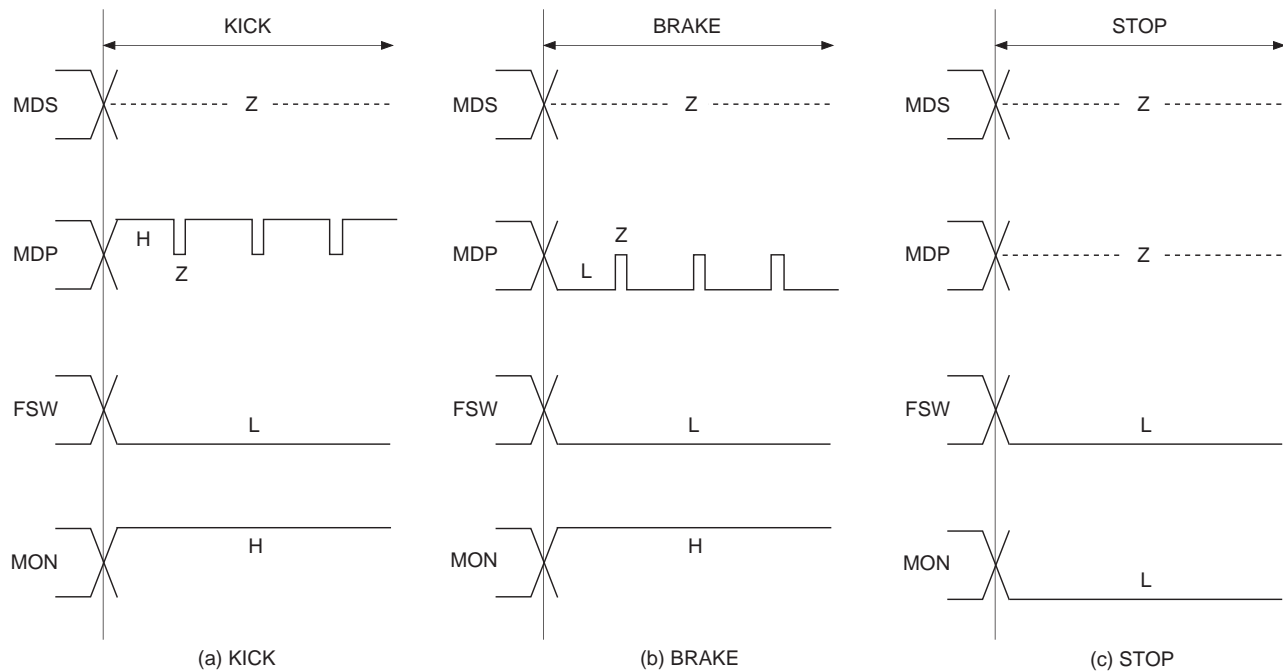 KICK
MDS
Z
MDP
H
Z
FSW
L
MON
H
(a) KICK
BRAKE
MDS
Z
MDP
Z
L
FSW
L
MON
H
(b) BRAKE
STOP
MDS
Z
MDP
Z
FSW
L
MON
L
(c) STOP